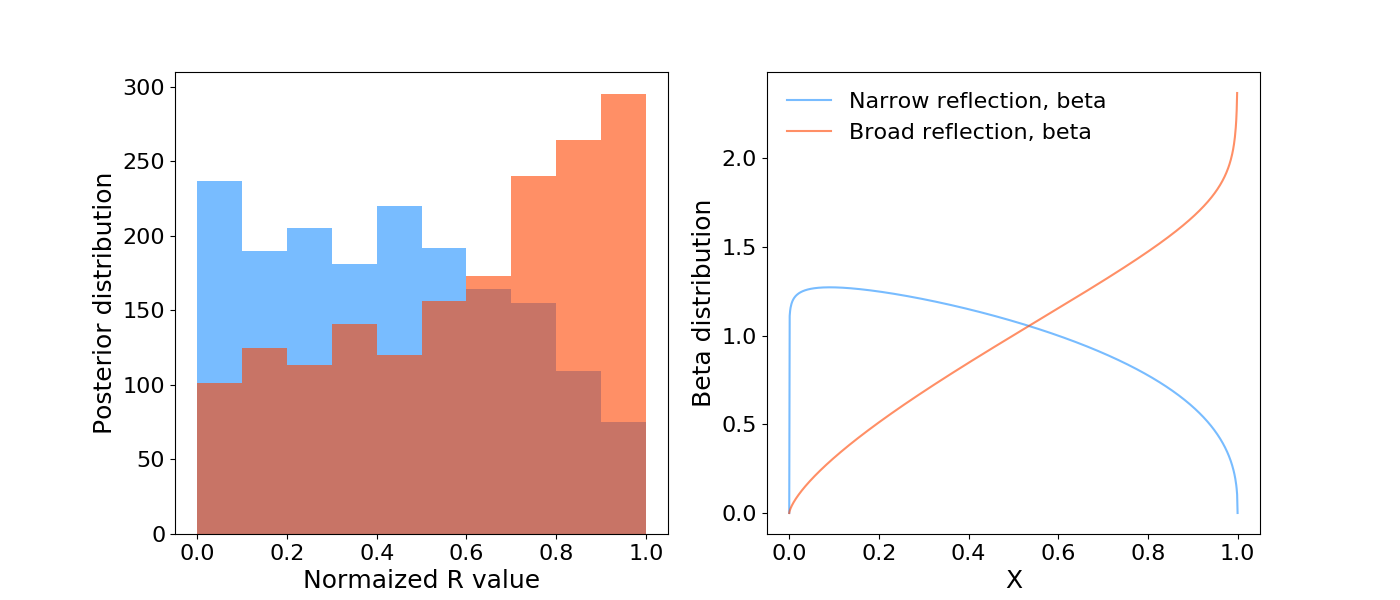 300
250
200
150
100
50
0
0.0 0.2 0.4 0.6 0.8 1.0
Normaized R value
Posterior distribution
Narrow reflection, beta
Broad reflection, beta
2.0
1.5
1.0
0.5
0.0
0.0 0.2 0.4 0.6 0.8 1.0
X
Beta distribution